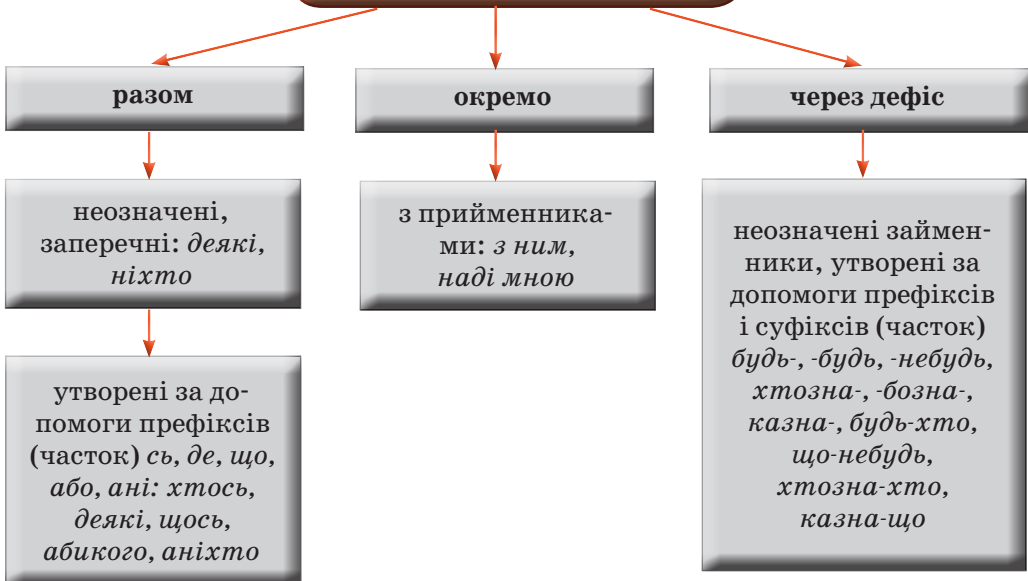 разом
неозначені,
заперечні: деякі,
ніхто
утворені за до-
помоги префіксів
(часток) сь, де, що,
або, ані: хтось,
деякі, щось,
абикого, аніхто
окремо
з прийменника-
ми: з ним,
наді мною
через дефіс
неозначені займен-
ники, утворені за
допомоги префіксів
і суфіксів (часток)
будь-, -будь, -небудь,
хтозна-, -бозна-,
казна-, будь-хто,
що-небудь,
хтозна-хто,
казна-що